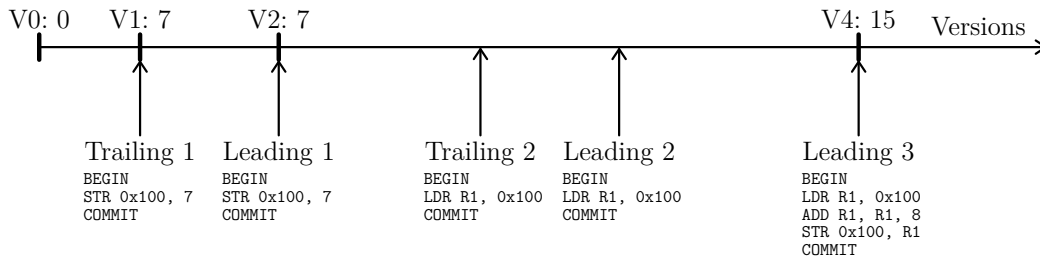 V0: 0 V1: 7 V2: 7 V4: 15 Versions
Trailing 1 Leading 1 Trailing 2 Leading 2 Leading 3
BEGIN BEGIN BEGIN BEGIN BEGIN
STR 0x100, 7 STR 0x100, 7 LDR R1, 0x100 LDR R1, 0x100 LDR R1, 0x100
COMMIT COMMIT COMMIT COMMIT ADD R1, R1, 8
STR 0x100, R1
COMMIT